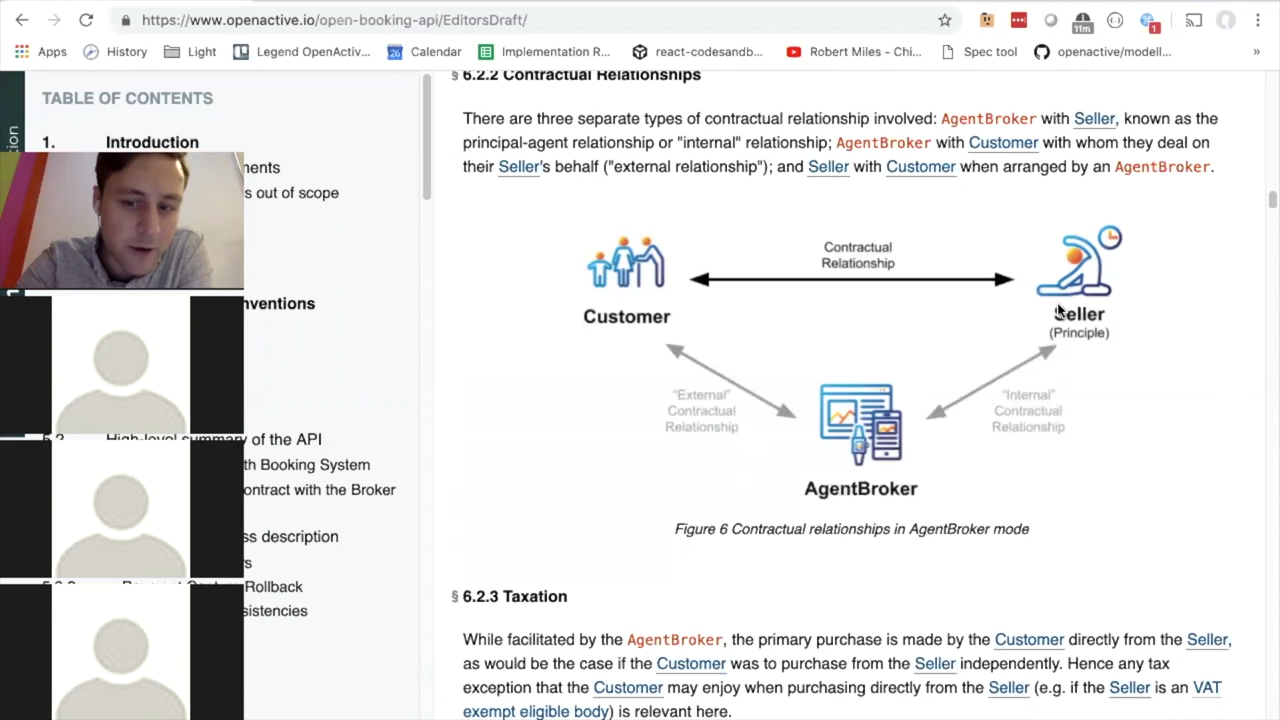 https://www.openactive.io/open-booking-api/EditorsDraft/
11m
1
Apps
History
Light
Legend OpenActiv...
26
Calendar
Implementation R...
react-codesandb...
Robert Miles - Chi...
Spec tool
openactive/modell...
»
TABLE OF CONTENTS
1. Introduction
s out of scope
nventions
High-level summary of the API
th Booking System
ontract with the Broker
ss description
Rollback
sistencies
§ 6.2.2 Contractual Relationships
There are three separate types of contractual relationship involved: AgentBroker with Seller, known as the
principal-agent relationship or "internal" relationship; AgentBroker with Customer with whom they deal on
their Seller's behalf ("external relationship"); and Seller with Customer when arranged by an AgentBroker.
Contractual
Relationship
Customer
Seller
(Principle)
"External"
Contractual
Relationship
"Internal"
Contractual
Relationship
AgentBroker
Figure 6 Contractual relationships in AgentBroker mode
§ 6.2.3 Taxation
While facilitated by the AgentBroker, the primary purchase is made by the Customer directly from the Seller,
as would be the case if the Customer was to purchase from the Seller independently. Hence any tax
exception that the Customer may enjoy when purchasing directly from the Seller (e.g. if the Seller is an VAT
exempt eligible body) is relevant here.